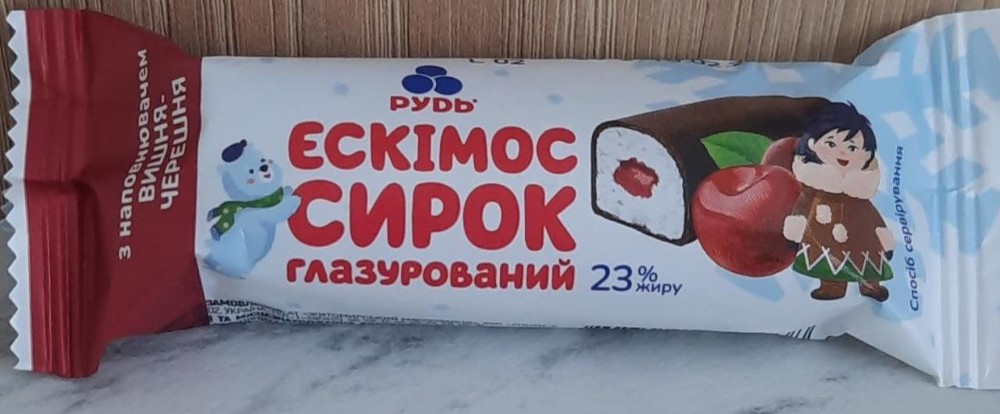 З НАПОВНЮВАЧЕМ
ВИШНЯ-
ЧЕРЕШНЯ
РУДЬ
ЕСКІМОС
СИРОК
ГЛАЗУРОВАНИЙ
23%
жиру
Спосіб сервірування